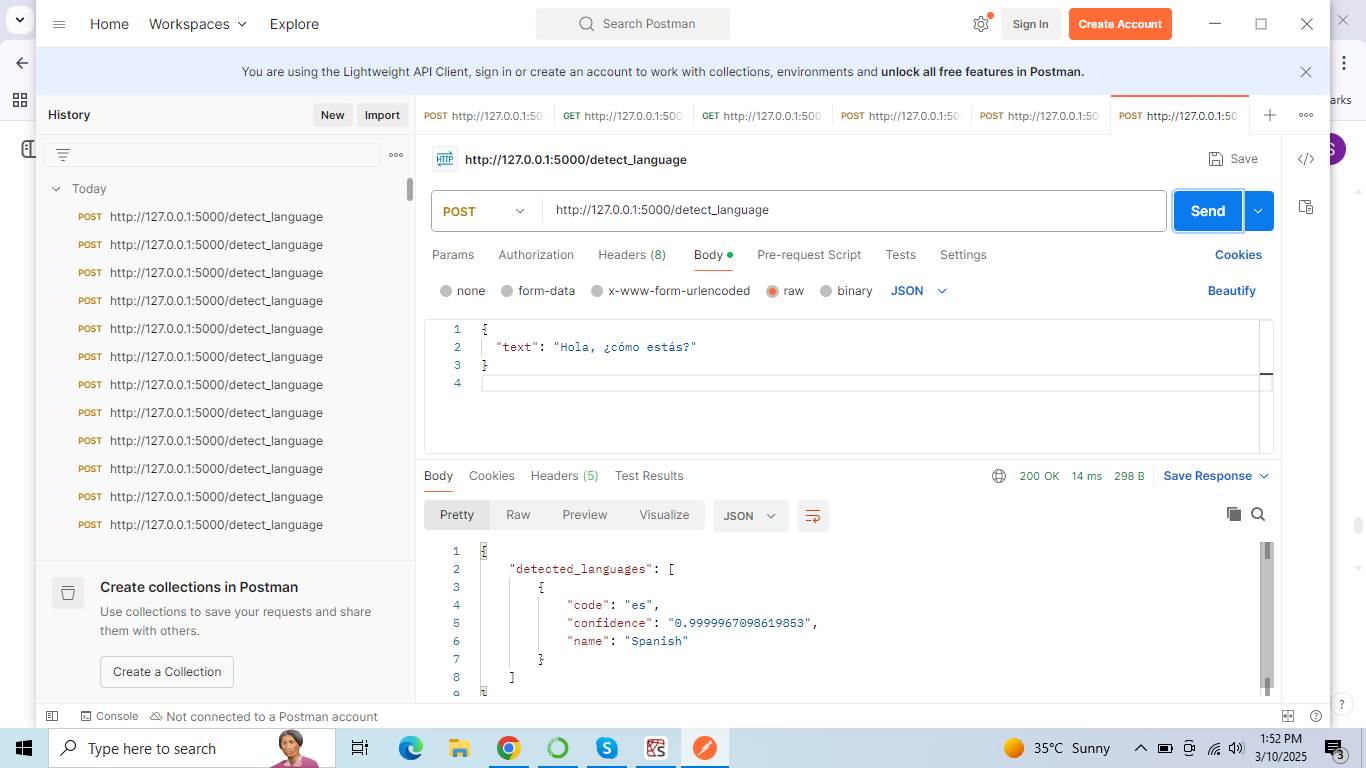 Home Workspaces Explore Search Postman Sign In Create Account
You are using the Lightweight API Client, sign in or create an account to work with collections, environments and unlock all free features in Postman.
arks
History New Import
POST http://127.0.0.1:50 GET http://127.0.0.1:500 GET http://127.0.0.1:500 POST http://127.0.0.1:50 POST http://127.0.0.1:50 POST http://127.0.0.1:50
HTTP http://127.0.0.1:5000/detect_language Save
S
Today
POST http://127.0.0.1:5000/detect_language
POST http://127.0.0.1:5000/detect_language
POST http://127.0.0.1:5000/detect_language
POST http://127.0.0.1:5000/detect_language
POST http://127.0.0.1:5000/detect_language
POST http://127.0.0.1:5000/detect_language
POST http://127.0.0.1:5000/detect_language
POST http://127.0.0.1:5000/detect_language
POST http://127.0.0.1:5000/detect_language
POST http://127.0.0.1:5000/detect_language
POST http://127.0.0.1:5000/detect_language
POST http://127.0.0.1:5000/detect_language
Create collections in Postman
Use collections to save your requests and share
them with others.
Create a Collection
POST http://127.0.0.1:5000/detect_language Send
Params Authorization Headers (8) Body Pre-request Script Tests Settings Cookies
none form-data x-www-form-urlencoded raw binary JSON Beautify
1 {
2 "text": "Hola, ¿cómo estás?"
3 }
4
Body Cookies Headers (5) Test Results 200 OK 14 ms 298 B Save Response
Pretty Raw Preview Visualize JSON
1 {
2 "detected_languages": [
3 {
4 "code": "es",
5 "confidence": "0.9999967098619853",
6 "name": "Spanish"
7 }
8 ]
9 }
Console Not connected to a Postman account
Type here to search
35°C Sunny
1:52 PM
3/10/2025
3